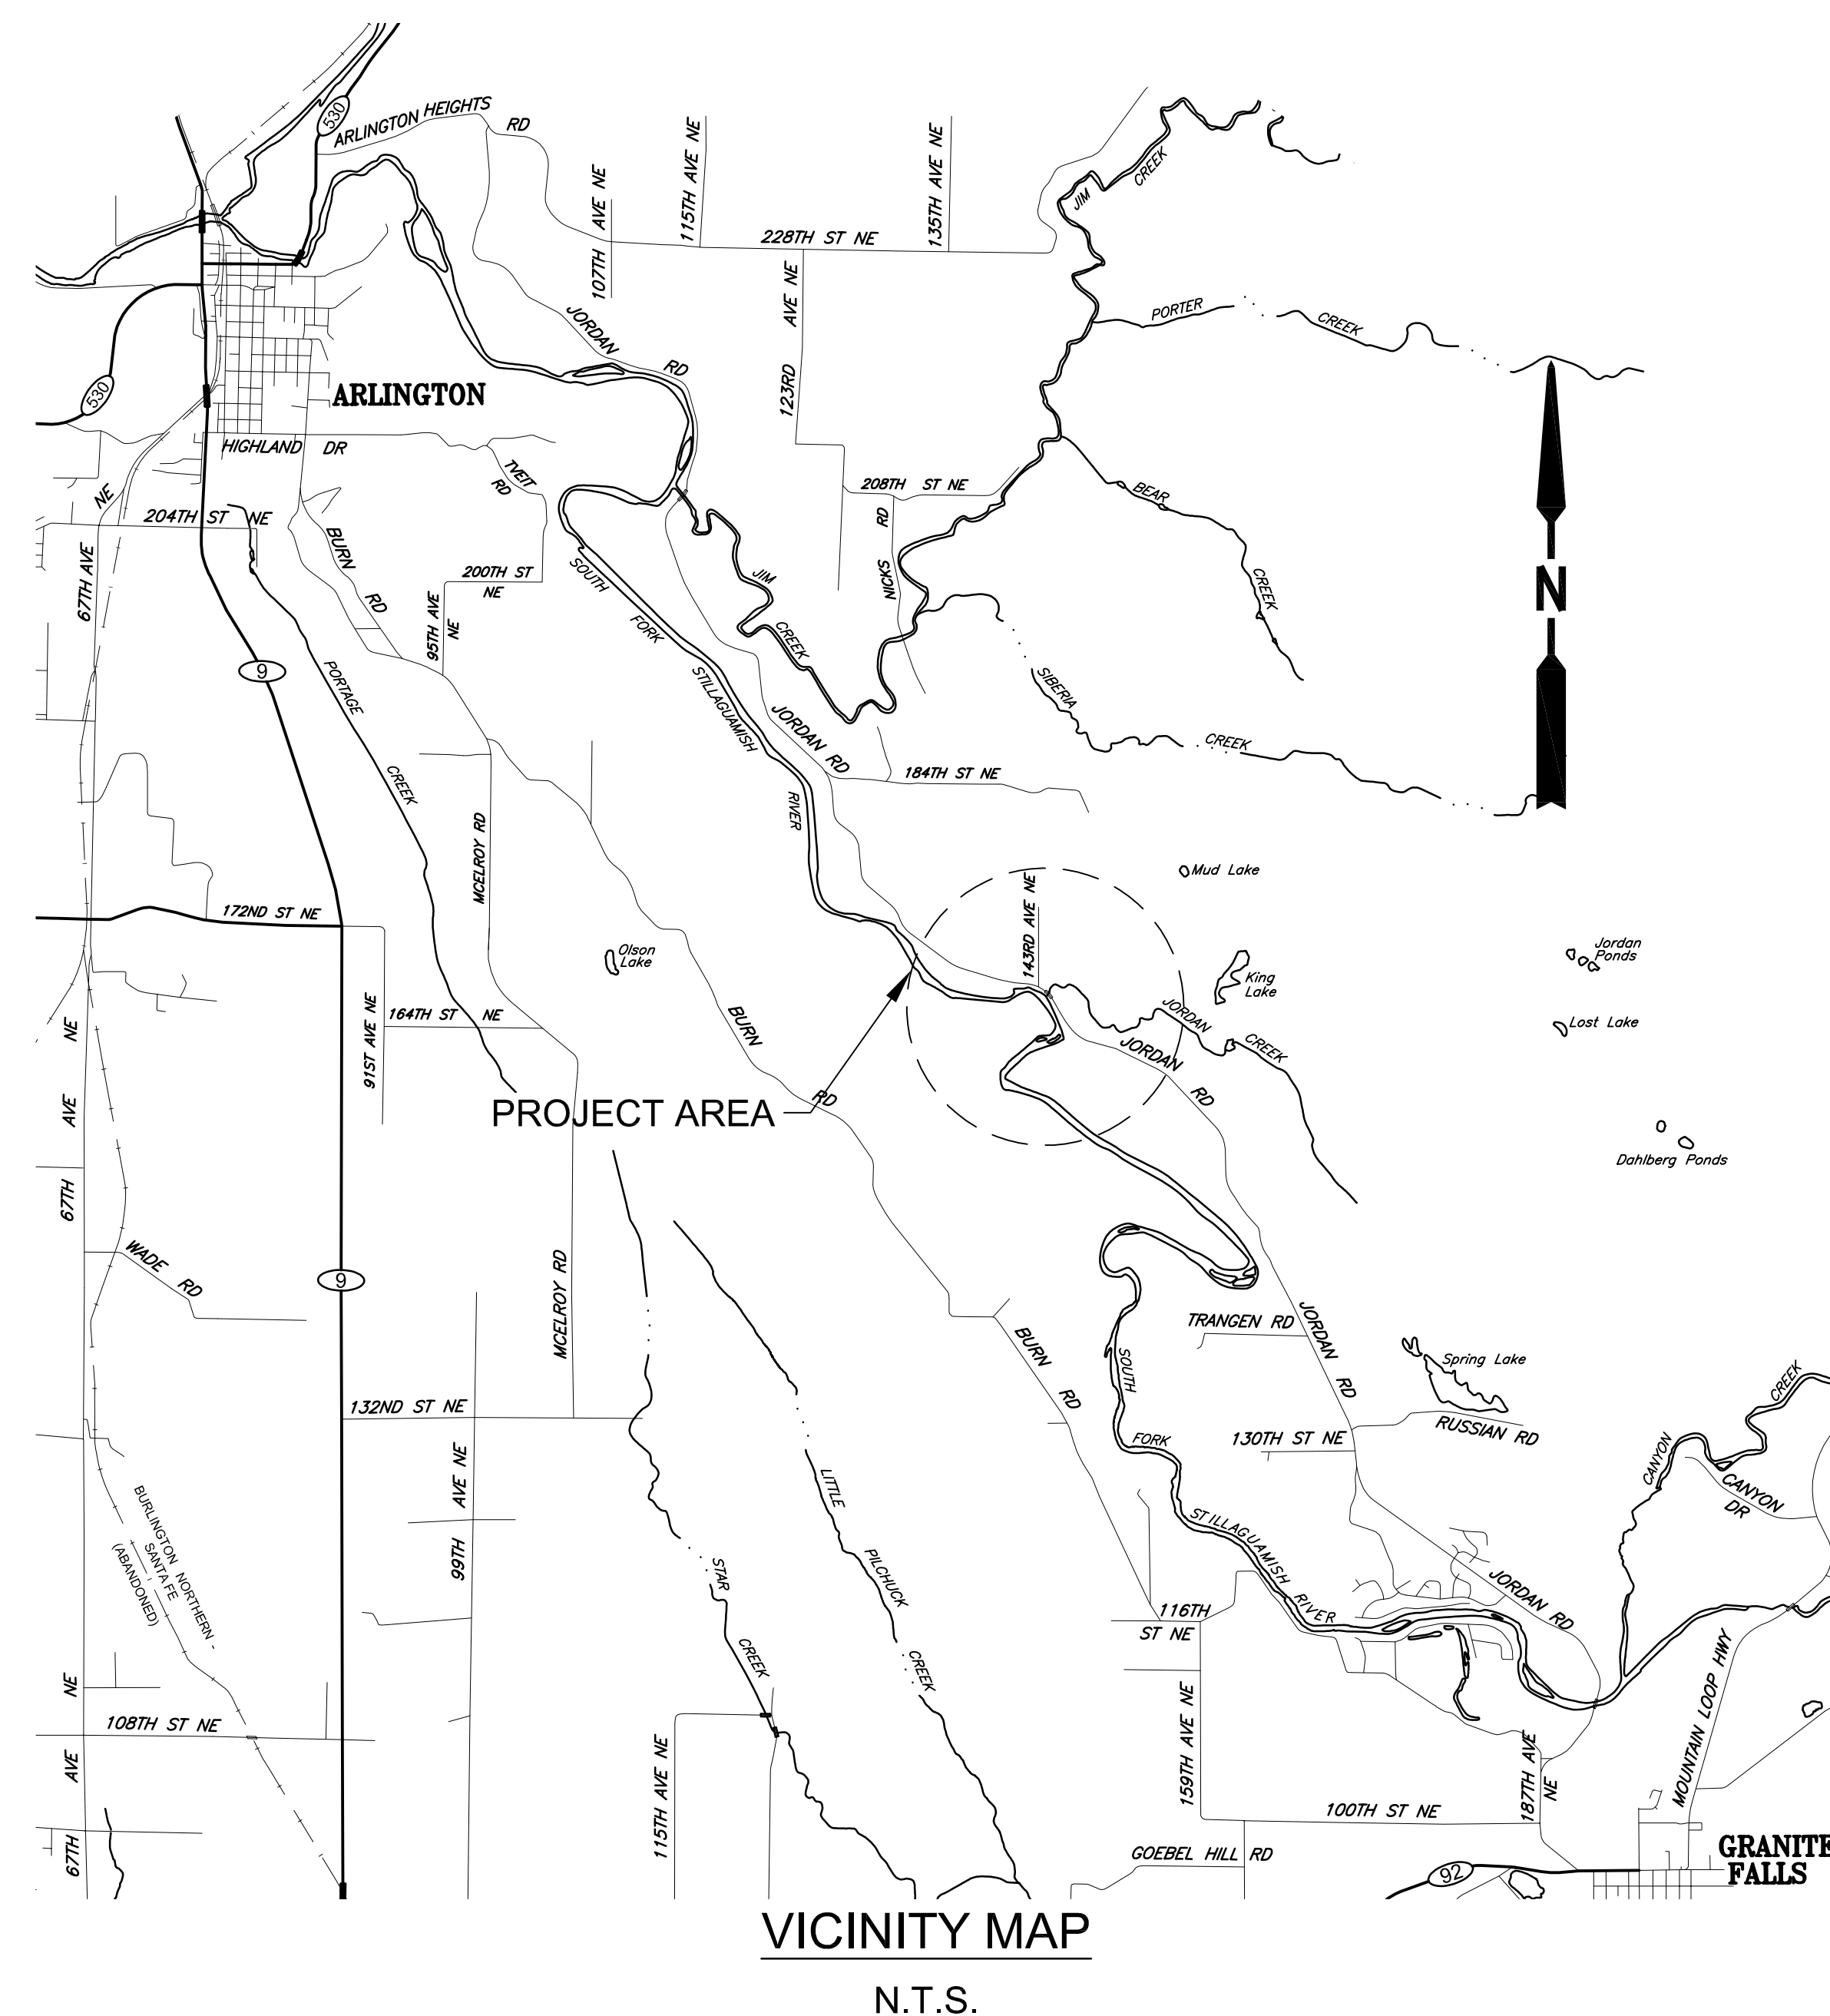 530
ARLINGTON HEIGHTS RD
107TH AVE NE
115TH AVE NE
135TH AVE NE
228TH ST NE
123RD AVE NE
JIM CREEK
PORTER CREEK
JORDAN RD
530
ARLINGTON
HIGHLAND DR
TVEIT
RD
208TH ST NE
BEAR CREEK
NE
204TH ST NE
67TH AVE
BURN RD
200TH ST
NE
95TH AVE
NE
NICKS RD
SOUTH FORK STILLAGUAMISH RIVER
JIM CREEK
SIBERIA CREEK
N
9
PORTAGE CREEK
JORDAN RD
184TH ST NE
MCELROY RD
172ND ST NE
Olson
Lake
143RD AVE NE
Mud Lake
King
Lake
Jordan
Ponds
Lost Lake
JORDAN CREEK
JORDAN RD
91ST AVE NE
164TH ST NE
BURN RD
PROJECT AREA
67TH AVE NE
Dahlberg Ponds
WADE RD
9
MCELROY RD
BURN RD
TRANGEN RD
JORDAN RD
Spring Lake
RUSSIAN RD
130TH ST NE
132ND ST NE
99TH AVE NE
SOUTH FORK STILLAGUAMISH RIVER
CANYON CREEK
CANYON
DR
BURLINGTON NORTHERN -
SANTA FE
(ABANDONED)
STAR CREEK
LITTLE PILCHUCK CREEK
JORDAN RD
116TH
ST NE
108TH ST NE
67TH AVE NE
115TH AVE NE
159TH AVE NE
187TH AVE
NE
MOUNTAIN LOOP HWY
100TH ST NE
GOEBEL HILL RD
92
GRANITE
FALLS
VICINITY MAP
N.T.S.